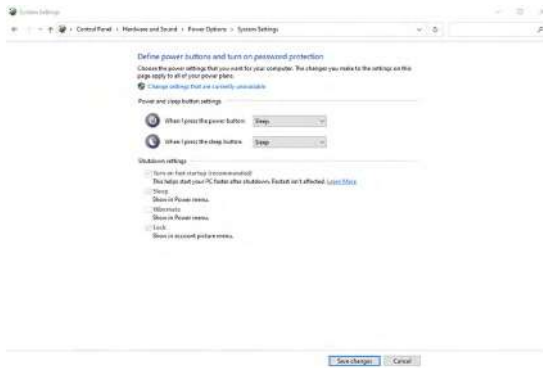 System Settings
Control Panel > Hardware and Sound > Power Options > System Settings
Define power buttons and turn on password protection
Choose the power settings that you want for your computer. The changes you make to the settings on this
page apply to all of your power plans.
Change settings that are currently unavailable
Power and sleep button settings
When I press the power button: Sleep
When I press the sleep button: Sleep
Shutdown settings
Turn on fast startup (recommended)
This helps start your PC faster after shutdown. Restart isn't affected. Learn More
Sleep
Show in Power menu.
Hibernate
Show in Power menu.
Lock
Show in account picture menu.
Save changes Cancel